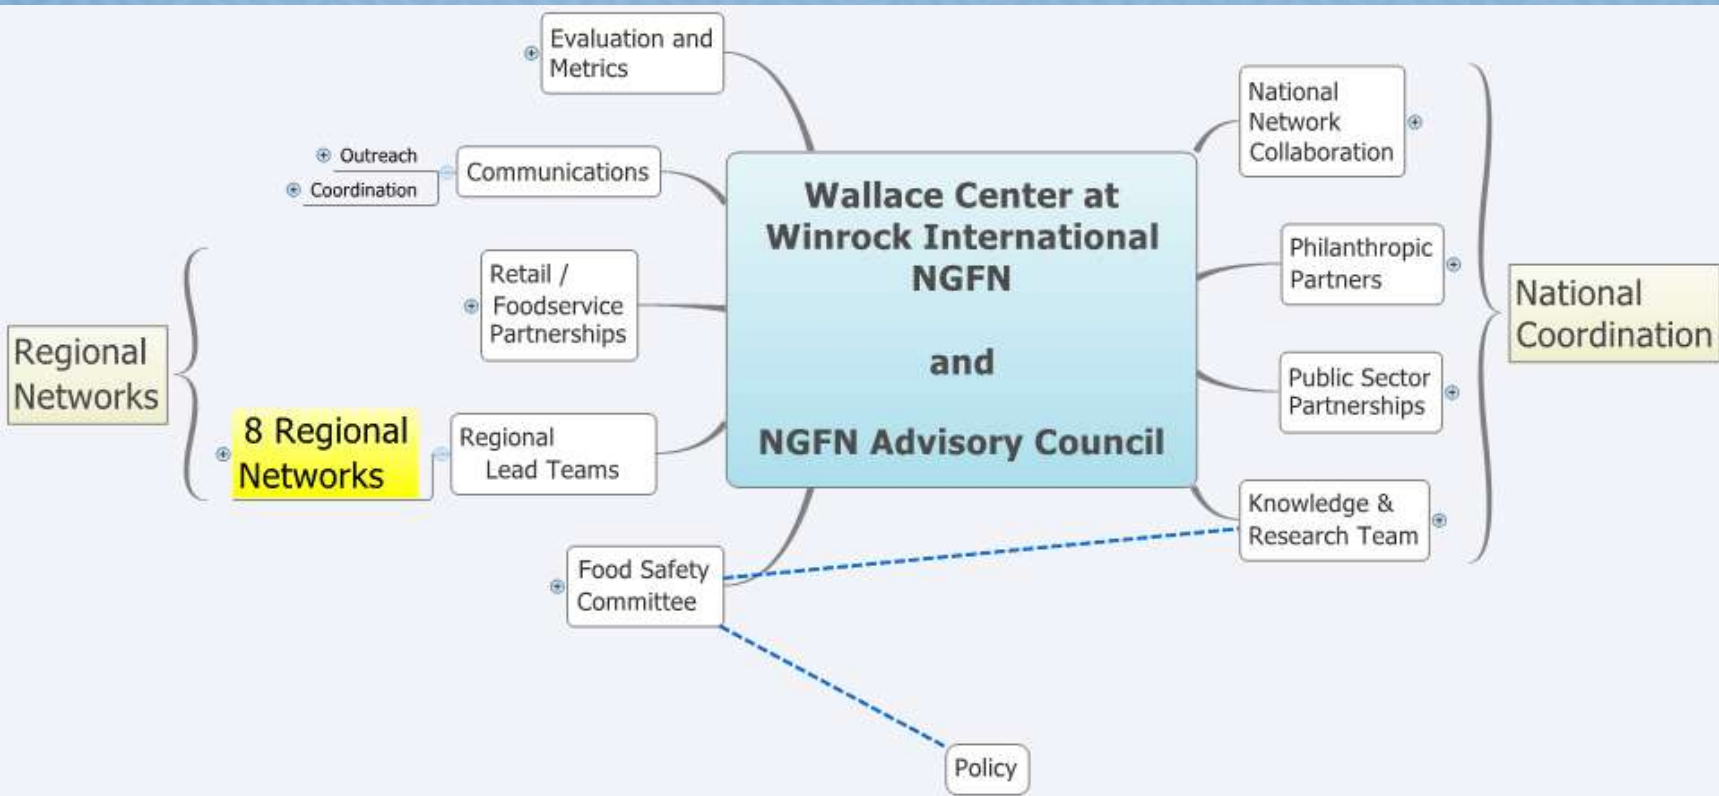 Evaluation and
Metrics
Outreach
Coordination
Communications
Retail /
Foodservice
Partnerships
Regional
Networks
8 Regional
Networks
Regional
Lead Teams
Food Safety
Committee
Wallace Center at
Winrock International
NGFN
and
NGFN Advisory Council
National
Network
Collaboration
Philanthropic
Partners
Public Sector
Partnerships
Knowledge &
Research Team
National
Coordination
Policy